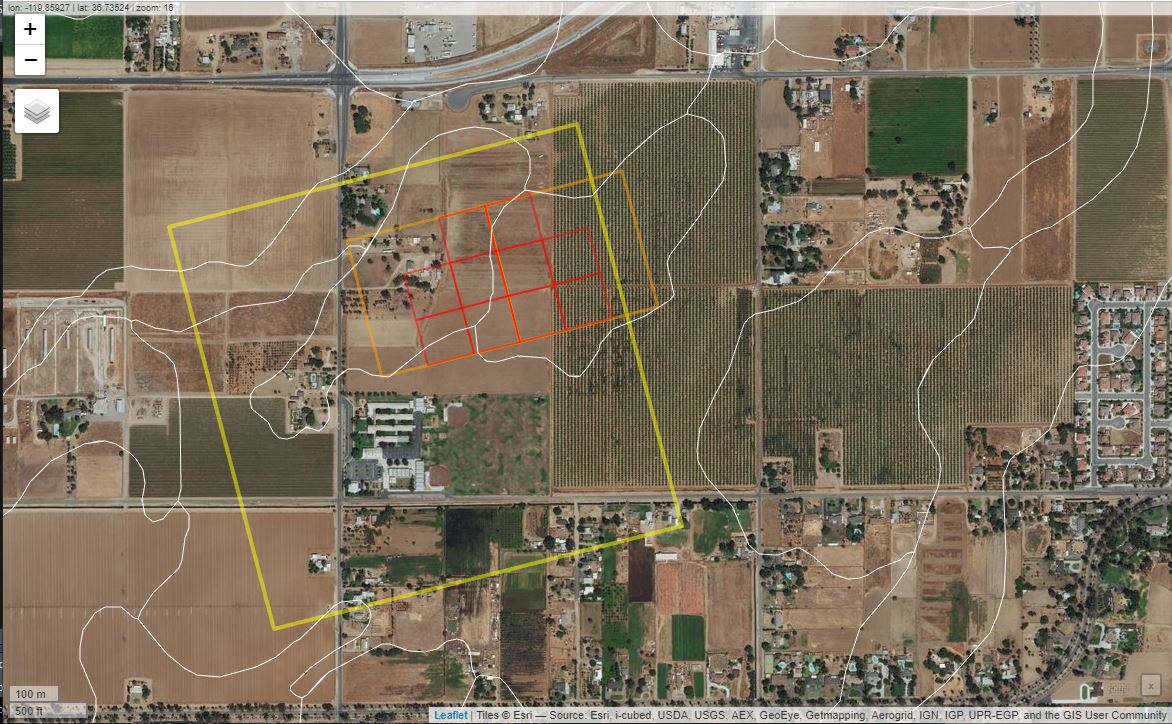 lon: -119.85927 | lat: 36.73524 | zoom: 16
+
−
100 m
500 ft
x
Leaflet | Tiles © Esri — Source: Esri, i-cubed, USDA, USGS, AEX, GeoEye, Getmapping, Aerogrid, IGN, IGP, UPR-EGP, and the GIS User Community